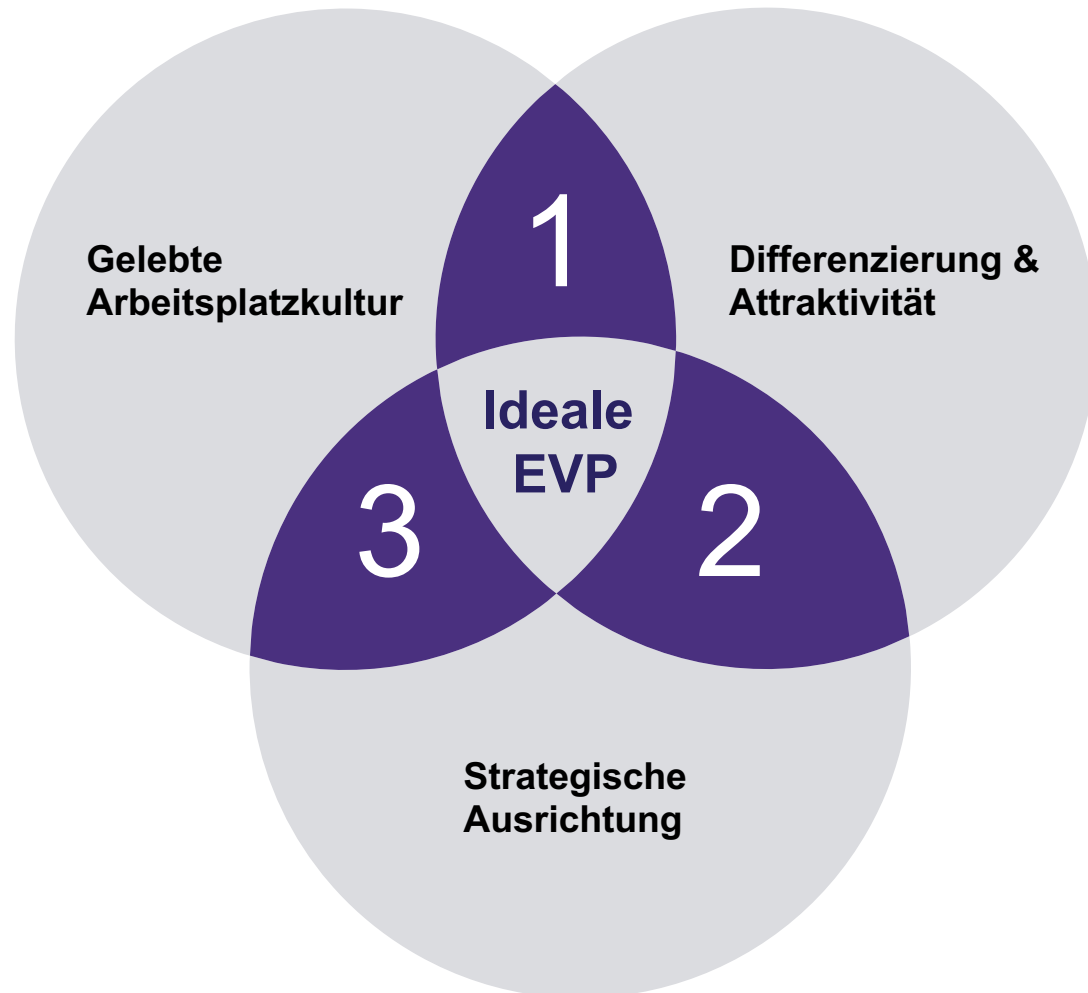 1
Gelebte
Arbeitsplatzkultur
Differenzierung &
Attraktivität
Ideale
EVP
3
2
Strategische
Ausrichtung